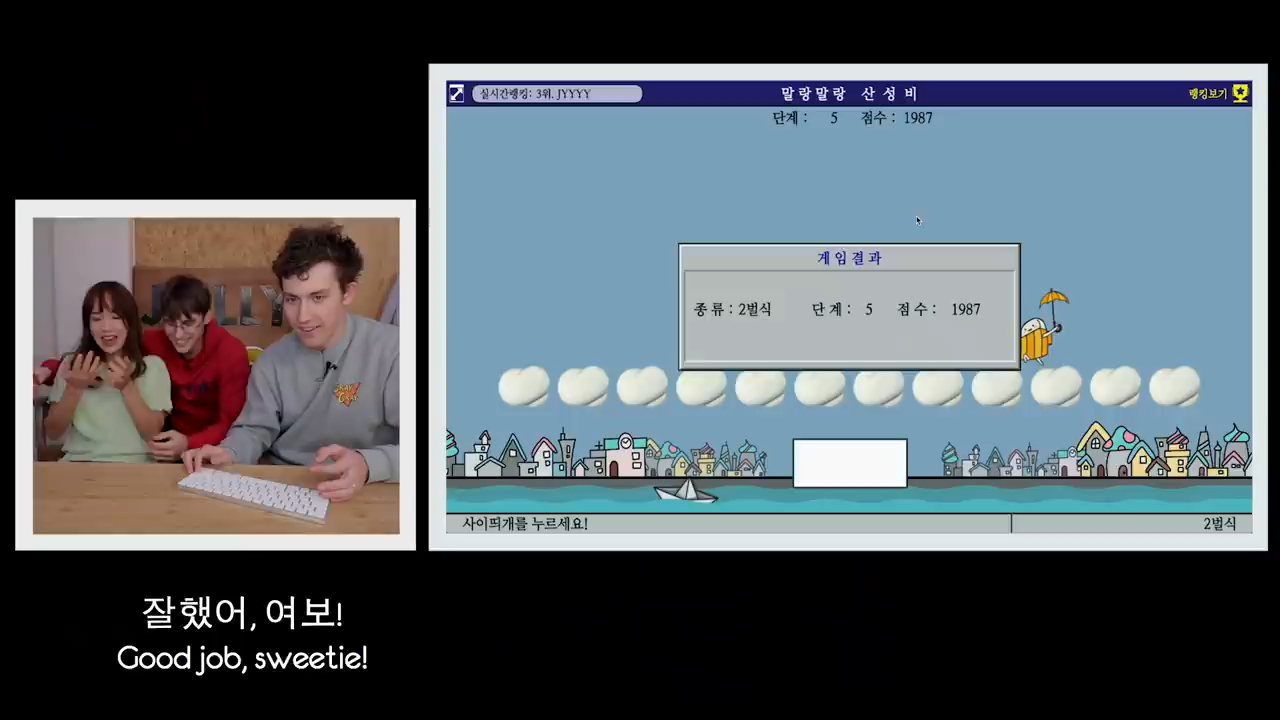 실시간랭킹: 3위. JYYYY
말랑말랑 산성비
랭킹보기
단계: 5 점수: 1987
게임결과
종류: 2벌식 단계: 5 점수: 1987
사이띄개를 누르세요!
2벌식
잘했어, 여보!
Good job, sweetie!